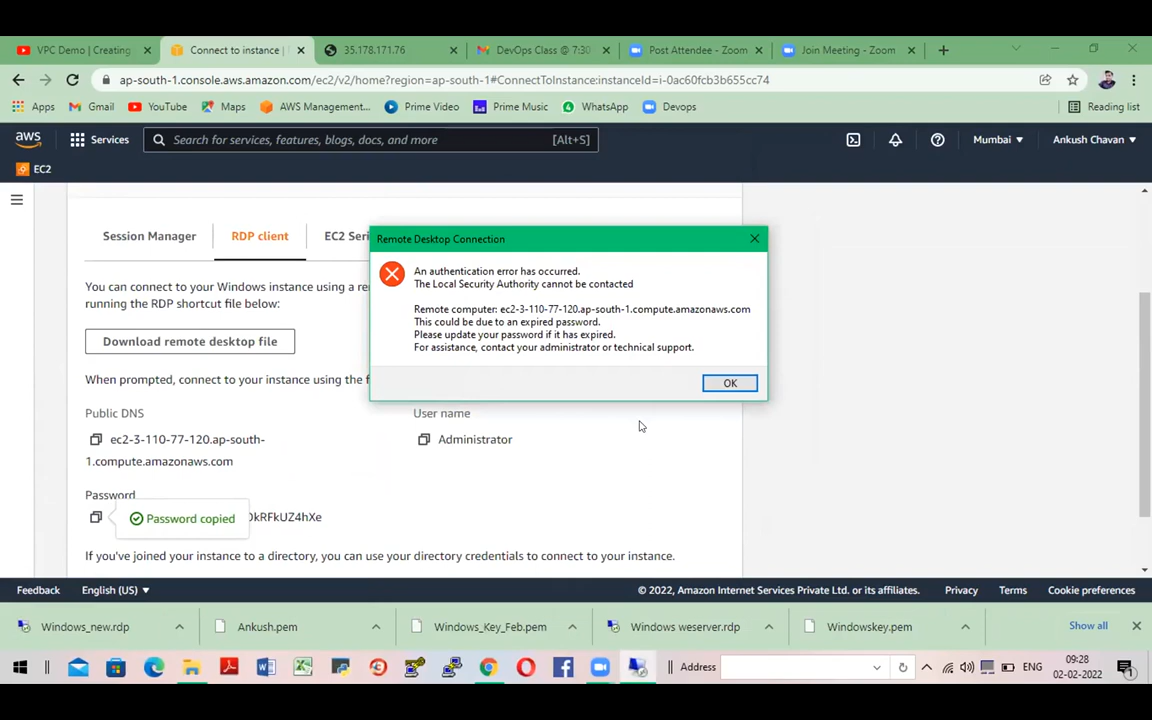 VPC Demo | Creating
Connect to instance |
35.178.171.76
DevOps Class @ 7:30
Post Attendee - Zoom
Join Meeting - Zoom
ap-south-1.console.aws.amazon.com/ec2/v2/home?region=ap-south-1#ConnectToInstance:instanceId=i-0ac60fcb3b655cc74
Apps
Gmail
YouTube
Maps
AWS Management...
Prime Video
Prime Music
WhatsApp
Devops
Reading list
aws
Services
Search for services, features, blogs, docs, and more
[Alt+S]
Mumbai
Ankush Chavan
EC2
Session Manager
RDP client
EC2 Seri
You can connect to your Windows instance using a re
running the RDP shortcut file below:
Download remote desktop file
When prompted, connect to your instance using the f
Remote Desktop Connection
An authentication error has occurred.
The Local Security Authority cannot be contacted
Remote computer: ec2-3-110-77-120.ap-south-1.compute.amazonaws.com
This could be due to an expired password.
Please update your password if it has expired.
For assistance, contact your administrator or technical support.
OK
Public DNS
ec2-3-110-77-120.ap-south-
1.compute.amazonaws.com
User name
Administrator
Password
Password copied
kRFkUZ4hXe
If you've joined your instance to a directory, you can use your directory credentials to connect to your instance.
Feedback
English (US)
© 2022, Amazon Internet Services Private Ltd. or its affiliates.
Privacy
Terms
Cookie preferences
Windows_new.rdp
Ankush.pem
Windows_Key_Feb.pem
Windows weserver.rdp
Windowskey.pem
Show all
Address
ENG
09:28
02-02-2022
1